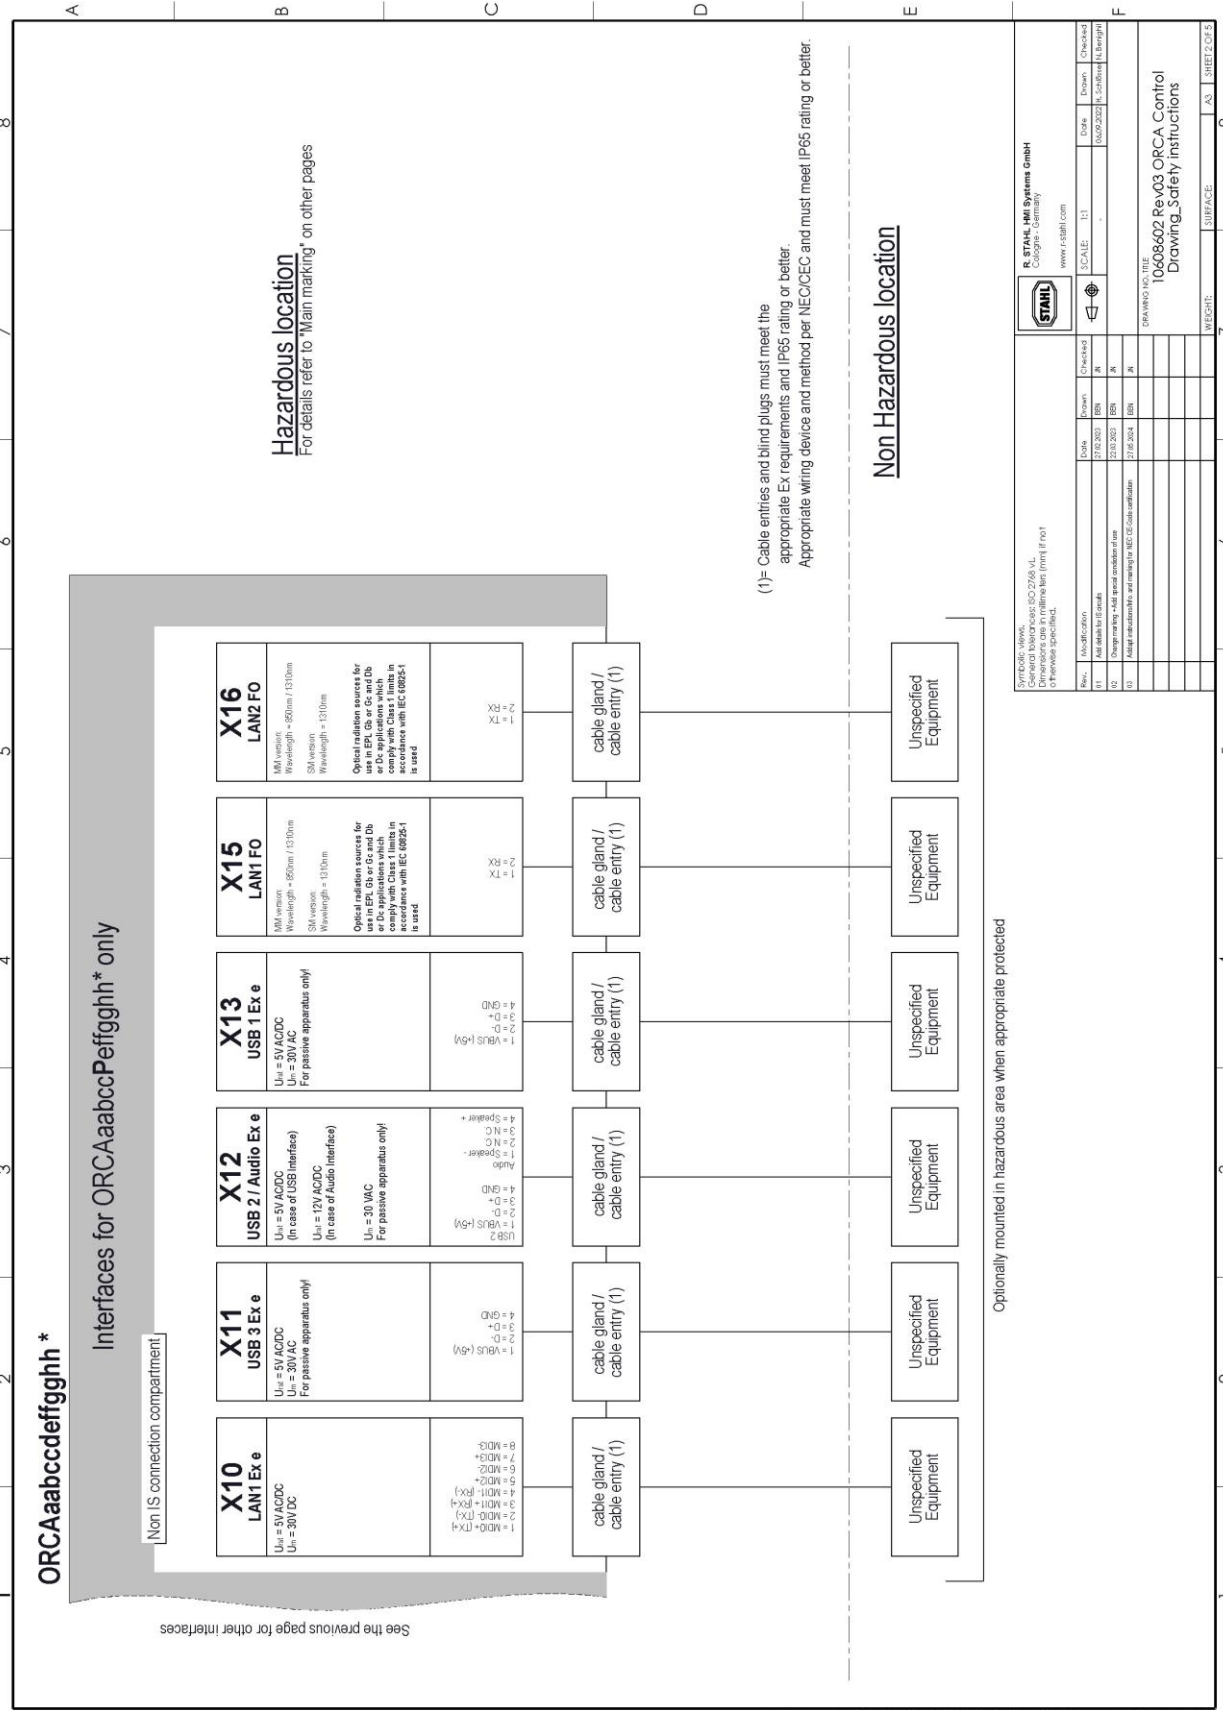 ORCAaabccdeffgghh *
Interfaces for ORCAaabccPeffgghh* only
Non IS connection compartment
See the previous page for other interfaces
X10
LAN1 Ex e
Urat = 5V AC/DC
Um = 30V DC
1 = MDI0+ (TX+)
2 = MDI0- (TX-)
3 = MDI1+ (RX+)
4 = MDI1- (RX-)
5 = MDI2+
6 = MDI2-
7 = MDI3+
8 = MDI3-
cable gland /
cable entry (1)
Unspecified
Equipment
X11
USB 3 Ex e
Urat = 5V AC/DC
Um = 30V AC
For passive apparatus only!
1 = VBUS (+5V)
2 = D-
3 = D+
4 = GND
cable gland /
cable entry (1)
Unspecified
Equipment
X12
USB 2 / Audio Ex e
Urat = 5V AC/DC
(In case of USB Interface)
Urat = 12V AC/DC
(In case of Audio Interface)
Um = 30 VAC
For passive apparatus only!
USB 2
1 = VBUS (+5V)
2 = D-
3 = D+
4 = GND
Audio
1 = Speaker -
2 = N.C.
3 = N.C.
4 = Speaker +
cable gland /
cable entry (1)
Unspecified
Equipment
X13
USB 1 Ex e
Urat = 5V AC/DC
Um = 30V AC
For passive apparatus only!
1 = VBUS (+5V)
2 = D-
3 = D+
4 = GND
cable gland /
cable entry (1)
Unspecified
Equipment
X15
LAN1 FO
MM version:
Wavelength = 850nm / 1310nm
SM version:
Wavelength = 1310nm
Optical radiation sources for
use in EPL Gb or Gc and Db
or Dc applications which
comply with Class 1 limits in
accordance with IEC 60825-1
is used
1 = TX
2 = RX
cable gland /
cable entry (1)
Unspecified
Equipment
X16
LAN2 FO
MM version:
Wavelength = 850nm / 1310nm
SM version:
Wavelength = 1310nm
Optical radiation sources for
use in EPL Gb or Gc and Db
or Dc applications which
comply with Class 1 limits in
accordance with IEC 60825-1
is used
1 = TX
2 = RX
cable gland /
cable entry (1)
Unspecified
Equipment
Optionally mounted in hazardous area when appropriate protected
Hazardous location
For details refer to "Main marking" on other pages
(1)= Cable entries and blind plugs must meet the
appropriate Ex requirements and IP65 rating or better.
Appropriate wiring device and method per NEC/CEC and must meet IP65 rating or better.
Non Hazardous location
Symbolic views.
General tolerances: ISO 2768 vL
Dimensions are in millimeters (mm) if not
otherwise specified.
STAHL
R. STAHL HMI Systems GmbH
Cologne - Germany
www.r-stahl.com
Rev. Modification Date Drawn Checked
01 Add details for IS circuits 27.02.2023 BEN JN
02 Change marking + Add special condition of use 22.03.2023 BEN JN
03 27.05.2024 BEN JN
SCALE: 1:1
Date Drawn Checked
06.09.2022 H. Schlösser N. Benighil
DRAWING NO. TITLE
10608602 Rev03 ORCA Control
Drawing_Safety instructions
WEIGHT: SURFACE: A3 SHEET 2 OF 5
A B C D E F
1 2 3 4 5 6 7 8